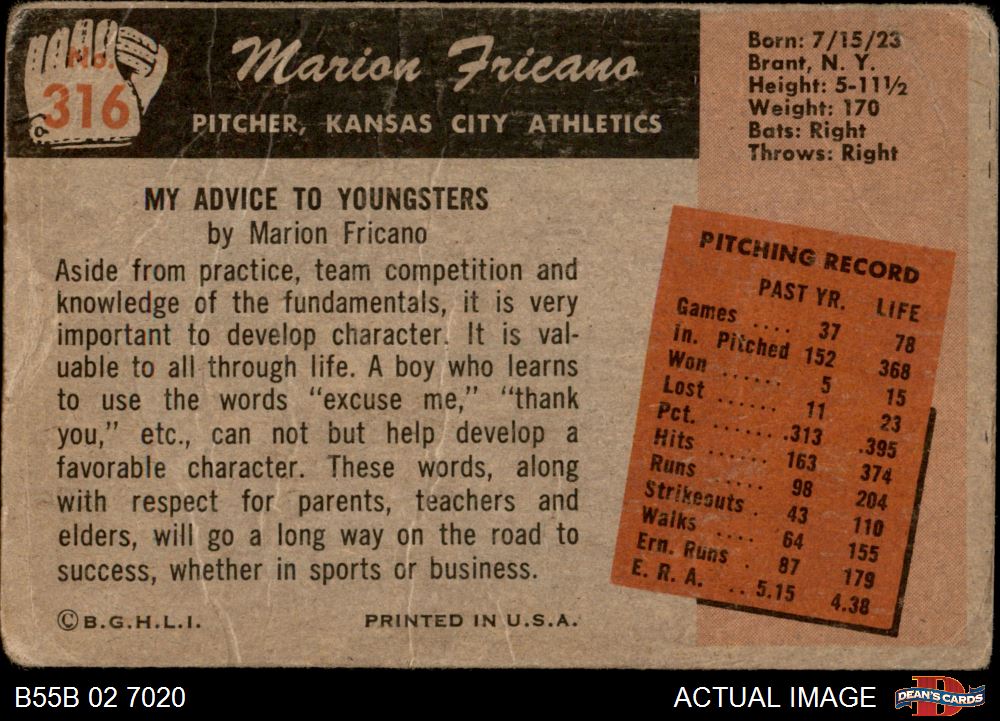 No.
316
Marion Fricano
PITCHER, KANSAS CITY ATHLETICS
Born: 7/15/23
Brant, N. Y.
Height: 5-11½
Weight: 170
Bats: Right
Throws: Right
MY ADVICE TO YOUNGSTERS
by Marion Fricano
Aside from practice, team competition and
knowledge of the fundamentals, it is very
important to develop character. It is val-
uable to all through life. A boy who learns
to use the words "excuse me," "thank
you," etc., can not but help develop a
favorable character. These words, along
with respect for parents, teachers and
elders, will go a long way on the road to
success, whether in sports or business.
©B.G.H.L.I. PRINTED IN U.S.A.
PITCHING RECORD
PAST YR. LIFE
Games .... 37 78
In. Pitched 152 368
Won ...... 5 15
Lost ...... 11 23
Pct. ...... .313 .395
Hits ...... 163 374
Runs ..... 98 204
Strikeouts . 43 110
Walks .... 64 155
Ern. Runs . 87 179
E. R. A. .. 5.15 4.38
B55B 02 7020
ACTUAL IMAGE
D
DEAN'S CARDS